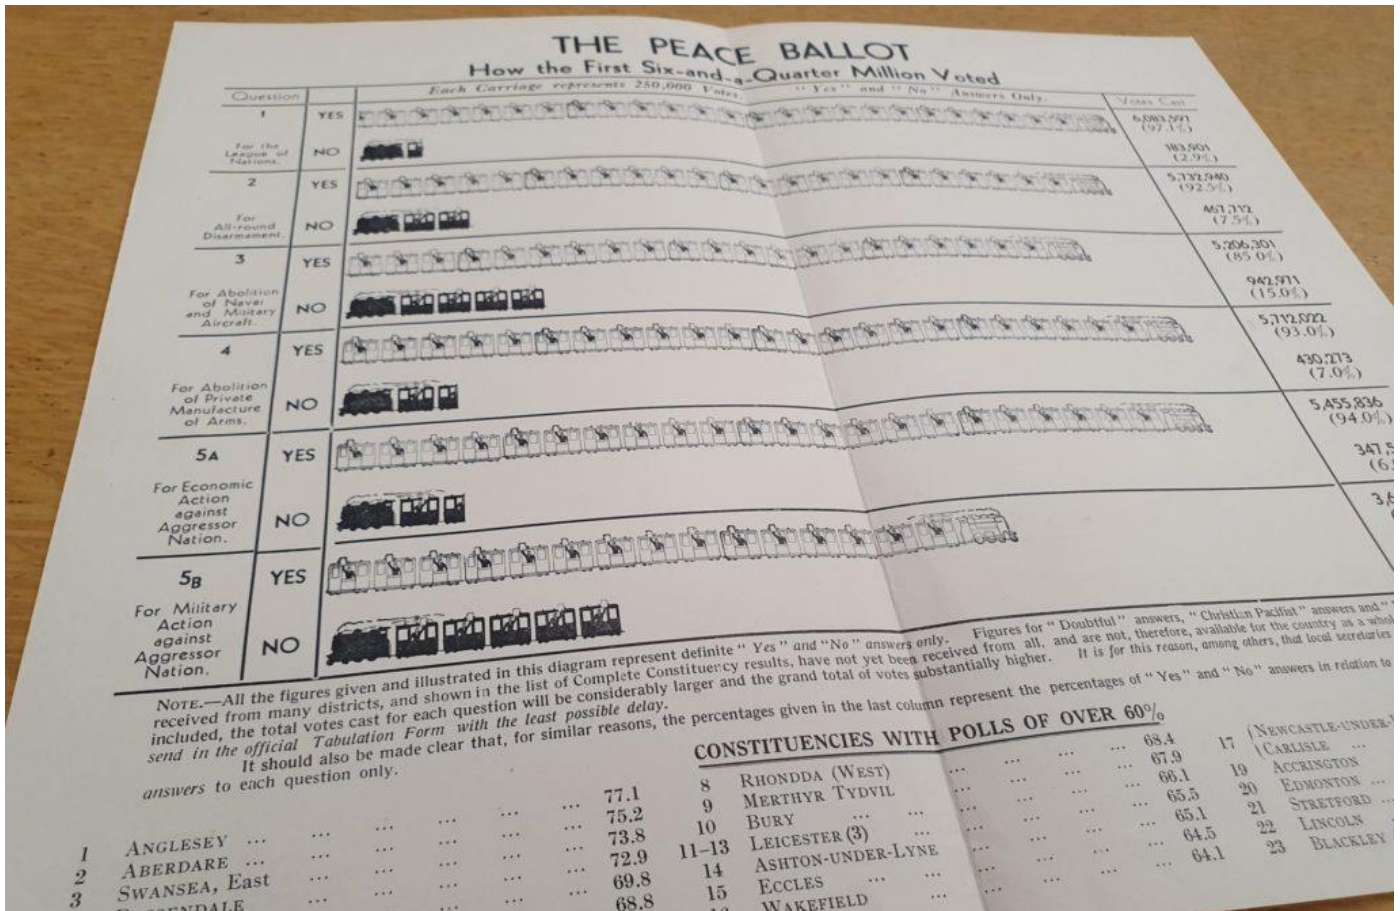 THE PEACE BALLOT
How the First Six-and-a-Quarter Million Voted
Question
Each Carriage represents 250,000 Votes. "Yes" and "No" Answers Only.
Votes Cast
1
YES
6,083,597
(97.1%)
For the
League of
Nations.
NO
183,901
(2.9%)
2
YES
5,732,940
(92.5%)
For
All-round
Disarmament.
NO
467,712
(7.5%)
3
YES
5,206,301
(85.0%)
For Abolition
of Naval
and Military
Aircraft.
NO
942,971
(15.0%)
4
YES
5,712,022
(93.0%)
For Abolition
of Private
Manufacture
of Arms.
NO
430,273
(7.0%)
5A
YES
5,455,836
(94.0%)
For Economic
Action
against
Aggressor
Nation.
NO
347,5
(6.
5B
YES
3,6
For Military
Action
against
Aggressor
Nation.
NO
NOTE.—All the figures given and illustrated in this diagram represent definite "Yes" and "No" answers only. Figures for "Doubtful" answers, "Christian Pacifist" answers and "
received from many districts, and shown in the list of Complete Constituency results, have not yet been received from all, and are not, therefore, available for the country as a whole
included, the total votes cast for each question will be considerably larger and the grand total of votes substantially higher. It is for this reason, among others, that local secretaries
send in the official Tabulation Form with the least possible delay.
It should also be made clear that, for similar reasons, the percentages given in the last column represent the percentages of "Yes" and "No" answers in relation to
answers to each question only.
CONSTITUENCIES WITH POLLS OF OVER 60%
1 ANGLESEY ... ... ... ... ... ... 77.1
2 ABERDARE ... ... ... ... ... ... 75.2
3 SWANSEA, East ... ... ... ... 73.8
72.9
69.8
68.8
8 RHONDDA (WEST) ... ... ... 68.4
9 MERTHYR TYDVIL ... ... ... 67.9
10 BURY ... ... ... ... ... 66.1
11-13 LEICESTER (3) ... ... ... ... 65.5
14 ASHTON-UNDER-LYNE ... ... ... 65.1
15 ECCLES ... ... ... ... 64.5
WAKEFIELD ... ... ... 64.1
17 (NEWCASTLE-UNDER-
(CARLISLE ...
19 ACCRINGTON
20 EDMONTON ...
21 STRETFORD ...
22 LINCOLN
23 BLACKLEY